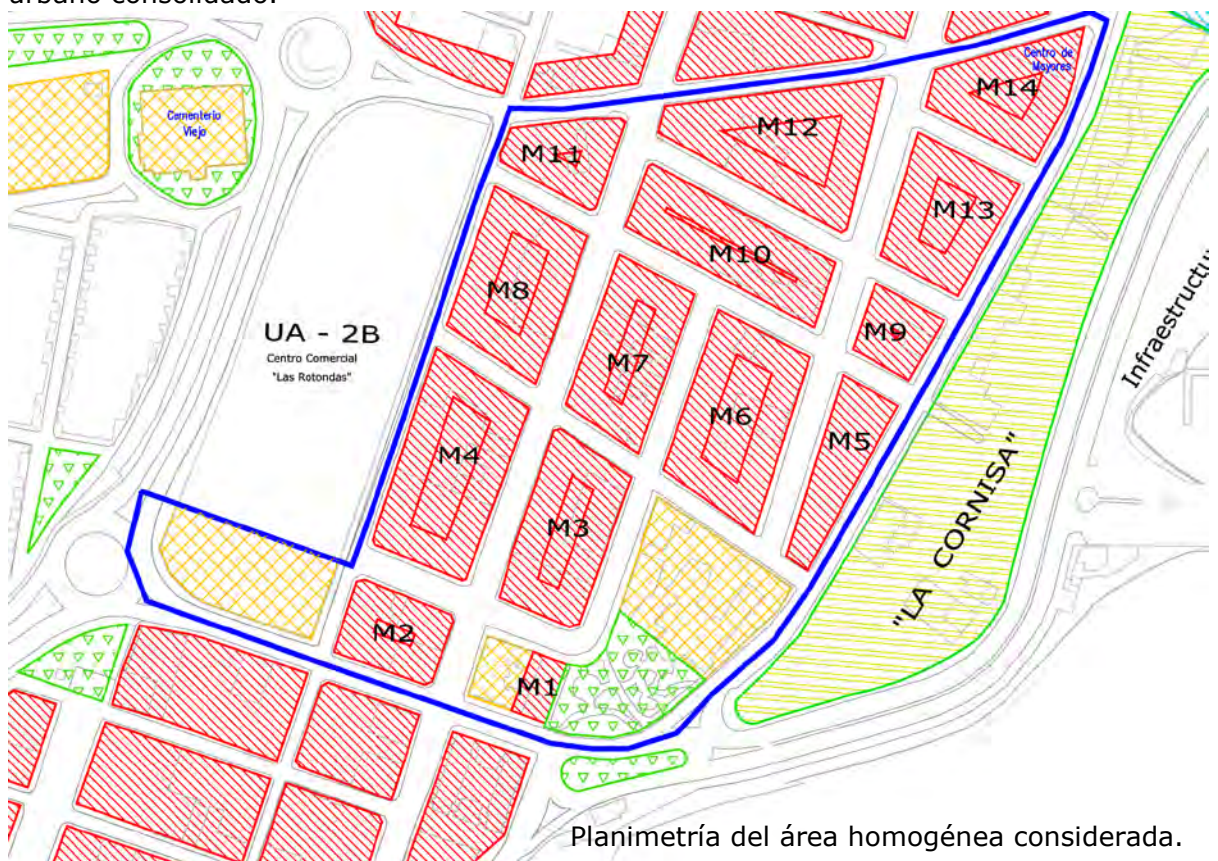 urbano consolidado.
Centro de
Mayores
M14
Cementerio
Viejo
M12
M11
M13
M10
M8
UA - 2B
Centro Comercial
"Las Rotondas"
M9
M7
M6
M5
M4
M3
"LA CORNISA"
Infraestructu
M2
M1
Planimetría del área homogénea considerada.